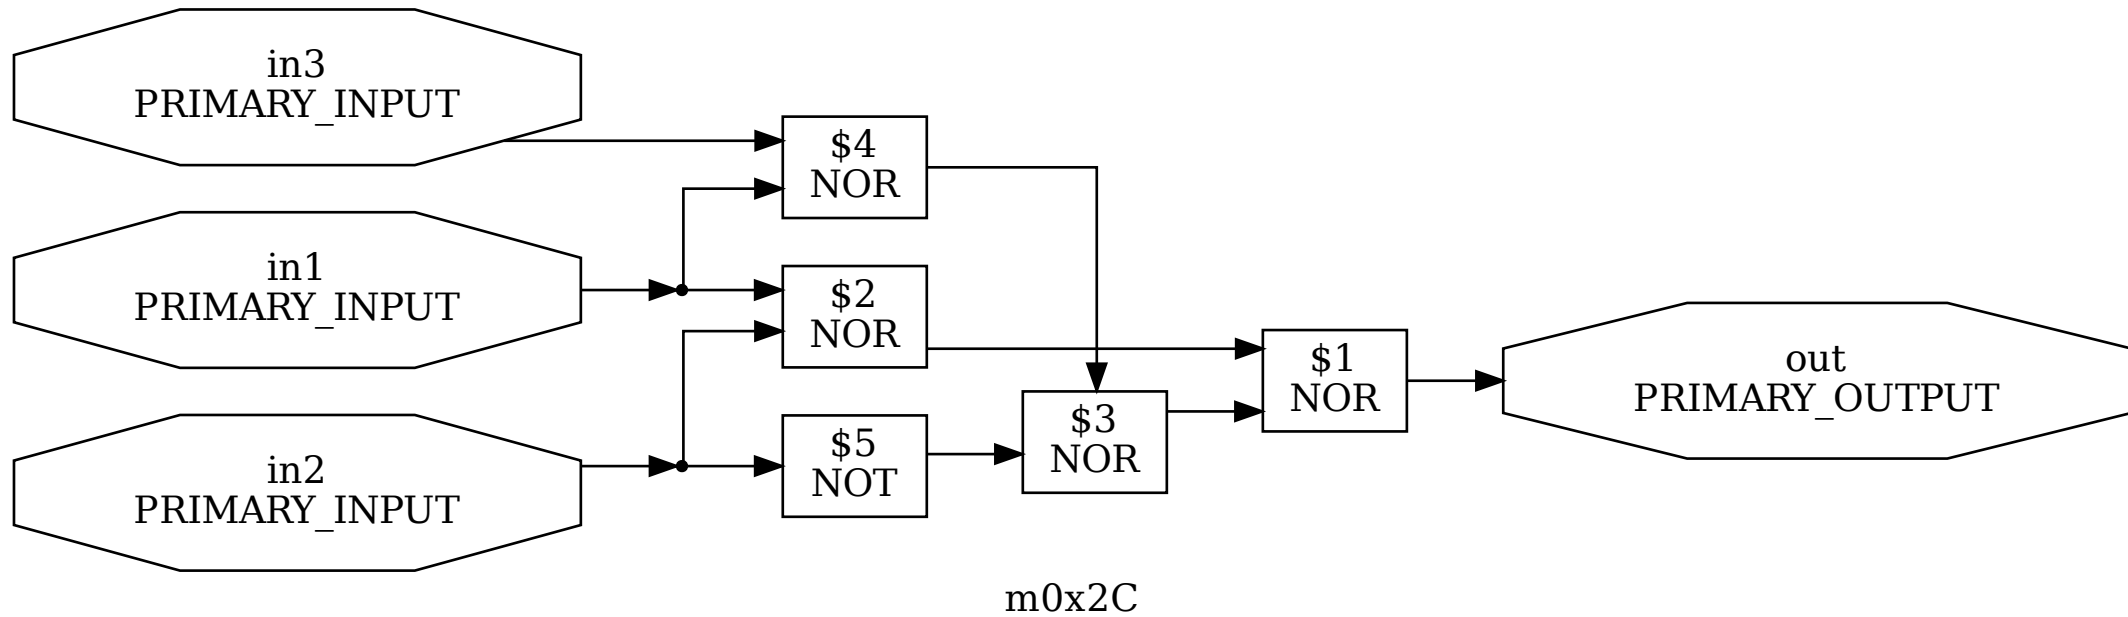 in3
PRIMARY_INPUT
$4
NOR
in1
PRIMARY_INPUT
$2
NOR
in2
PRIMARY_INPUT
$5
NOT
$3
NOR
$1
NOR
out
PRIMARY_OUTPUT
m0x2C